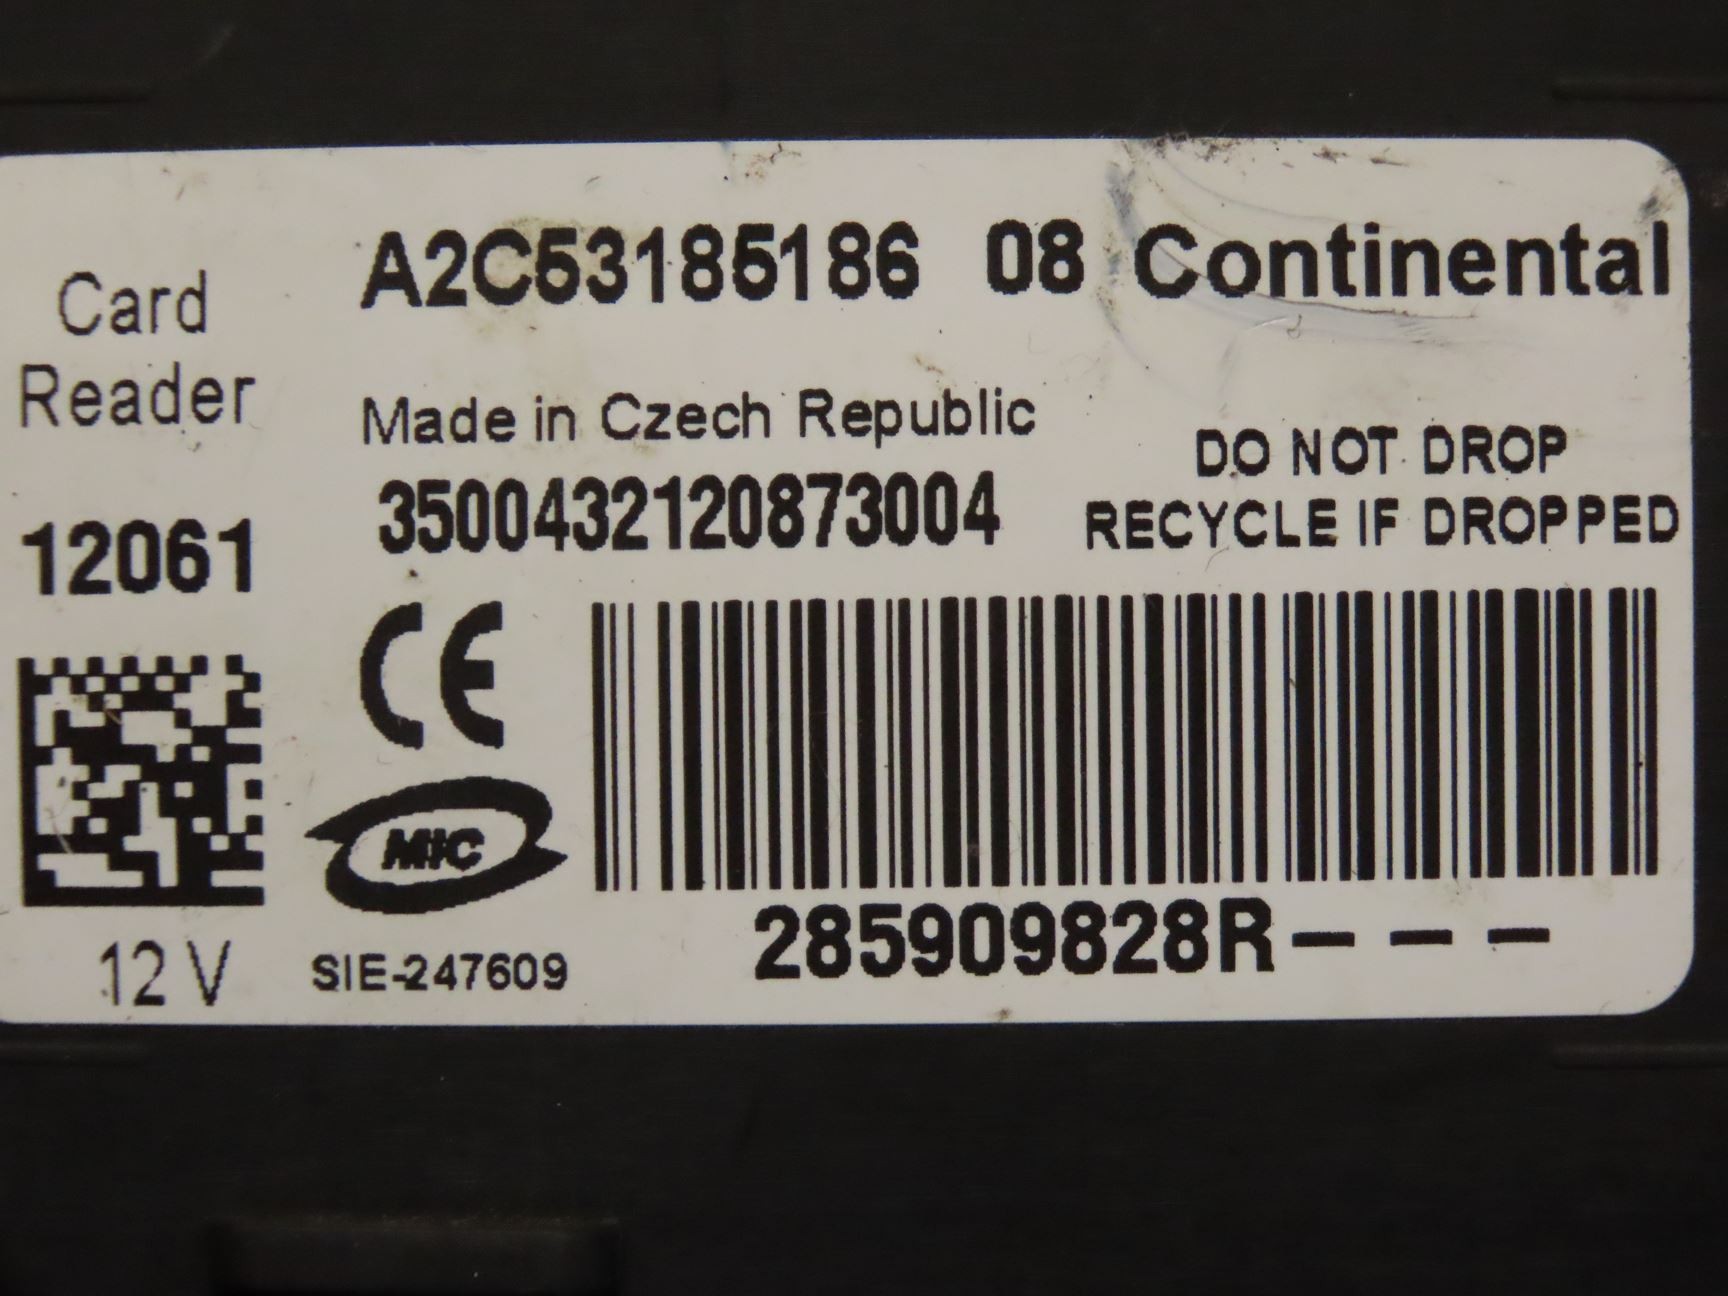 Card
Reader
12061
12 V
A2C53185186 08 Continental
Made in Czech Republic
3500432120873004
DO NOT DROP
RECYCLE IF DROPPED
CE
MIC
SIE-247609
285909828R---